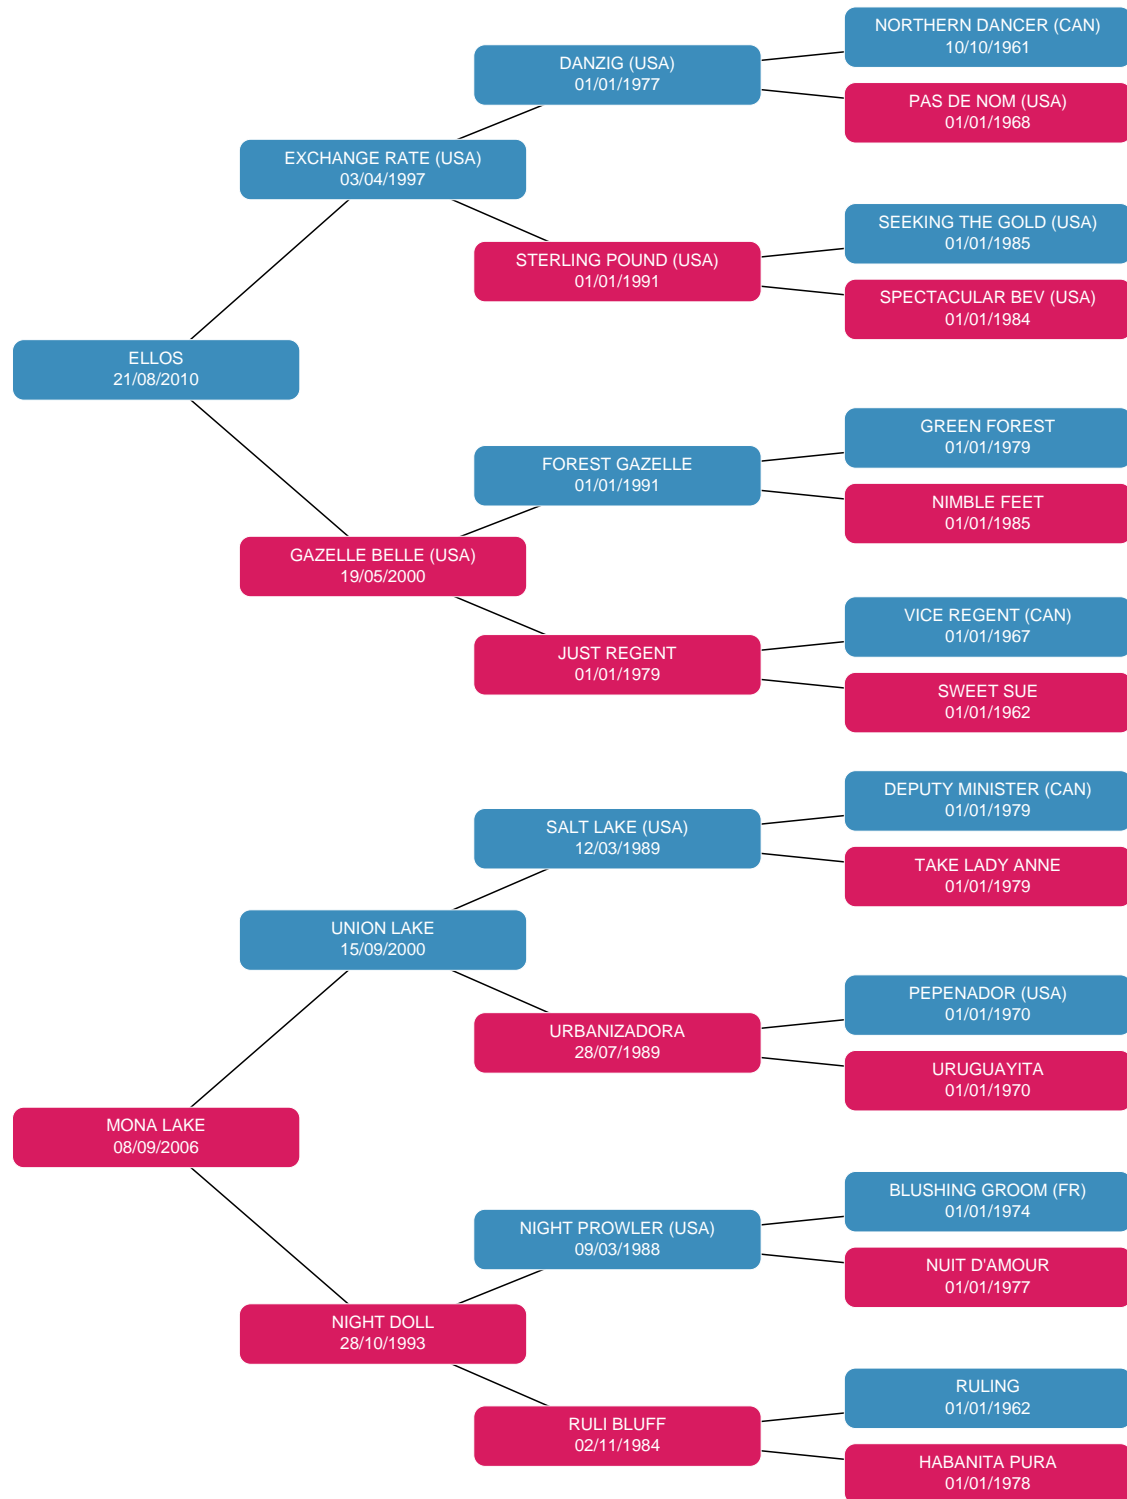 NORTHERN DANCER (CAN)
10/10/1961
DANZIG (USA)
01/01/1977
PAS DE NOM (USA)
01/01/1968
EXCHANGE RATE (USA)
03/04/1997
SEEKING THE GOLD (USA)
01/01/1985
STERLING POUND (USA)
01/01/1991
SPECTACULAR BEV (USA)
01/01/1984
ELLOS
21/08/2010
GREEN FOREST
01/01/1979
FOREST GAZELLE
01/01/1991
NIMBLE FEET
01/01/1985
GAZELLE BELLE (USA)
19/05/2000
VICE REGENT (CAN)
01/01/1967
JUST REGENT
01/01/1979
SWEET SUE
01/01/1962
DEPUTY MINISTER (CAN)
01/01/1979
SALT LAKE (USA)
12/03/1989
TAKE LADY ANNE
01/01/1979
UNION LAKE
15/09/2000
PEPENADOR (USA)
01/01/1970
URBANIZADORA
28/07/1989
URUGUAYITA
01/01/1970
MONA LAKE
08/09/2006
BLUSHING GROOM (FR)
01/01/1974
NIGHT PROWLER (USA)
09/03/1988
NUIT D'AMOUR
01/01/1977
NIGHT DOLL
28/10/1993
RULING
01/01/1962
RULI BLUFF
02/11/1984
HABANITA PURA
01/01/1978